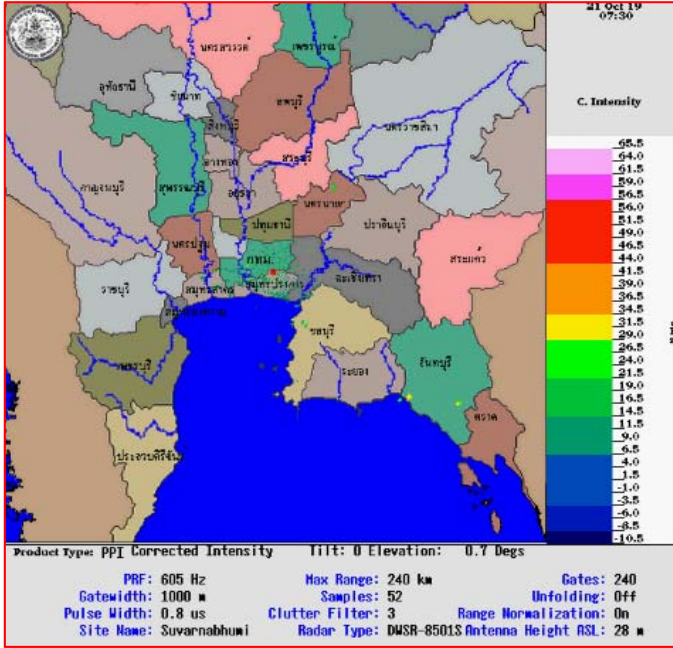 21 Oct 19
07:30
C. Intensity
นครสวรรค์
เพชรบูรณ์
อุทัยธานี
ชัยนาท
ลพบุรี
นครราชสีมา
สิงห์บุรี
อ่างทอง
สระบุรี
กาญจนบุรี
สุพรรณบุรี
อยุธยา
นครนายก
ปราจีนบุรี
ปทุมธานี
นครปฐม
กทม.
สระแก้ว
ฉะเชิงเทรา
ราชบุรี
สมุทรสาคร
สมุทรปราการ
ชลบุรี
เพชรบุรี
ระยอง
จันทบุรี
ตราด
ประจวบคีรีขันธ์
65.5
64.0
61.5
59.0
56.5
56.0
51.5
49.0
46.5
44.0
41.5
39.0
36.5
34.0
31.5
29.0
26.5
24.0
21.5
19.0
16.5
14.5
11.5
9.0
6.5
4.0
1.5
-1.0
-3.5
-6.0
-8.5
-10.5
Product Type: PPI Corrected Intensity Tilt: 0 Elevation: 0.7 Degs
PRF: 605 Hz Max Range: 240 km Gates: 240
Gatewidth: 1000 m Samples: 52 Unfolding: Off
Pulse Width: 0.8 us Clutter Filter: 3 Range Normalization: On
Site Name: Suvarnabhumi Radar Type: DWSR-8501S Antenna Height ASL: 28 m